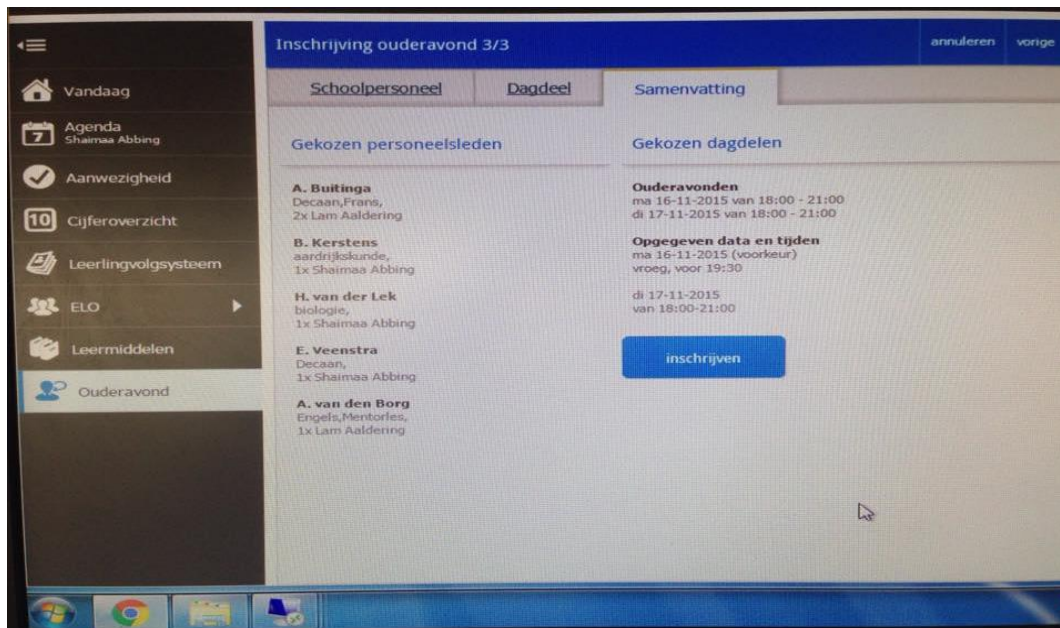 Inschrijving ouderavond 3/3
annuleren
vorige
Vandaag
7
Agenda
Shaimaa Abbing
Aanwezigheid
10
Cijferoverzicht
Leerlingvolgsysteem
ELO
Leermiddelen
Ouderavond
Schoolpersoneel
Dagdeel
Samenvatting
Gekozen personeelsleden
A. Buitinga
Decaan,Frans,
2x Lam Aaldering
B. Kerstens
aardrijkskunde,
1x Shaimaa Abbing
H. van der Lek
biologie,
1x Shaimaa Abbing
E. Veenstra
Decaan,
1x Shaimaa Abbing
A. van den Borg
Engels,Mentorles,
1x Lam Aaldering
Gekozen dagdelen
Ouderavonden
ma 16-11-2015 van 18:00 - 21:00
di 17-11-2015 van 18:00 - 21:00
Opgegeven data en tijden
ma 16-11-2015 (voorkeur)
vroeg, voor 19:30
di 17-11-2015
van 18:00-21:00
inschrijven